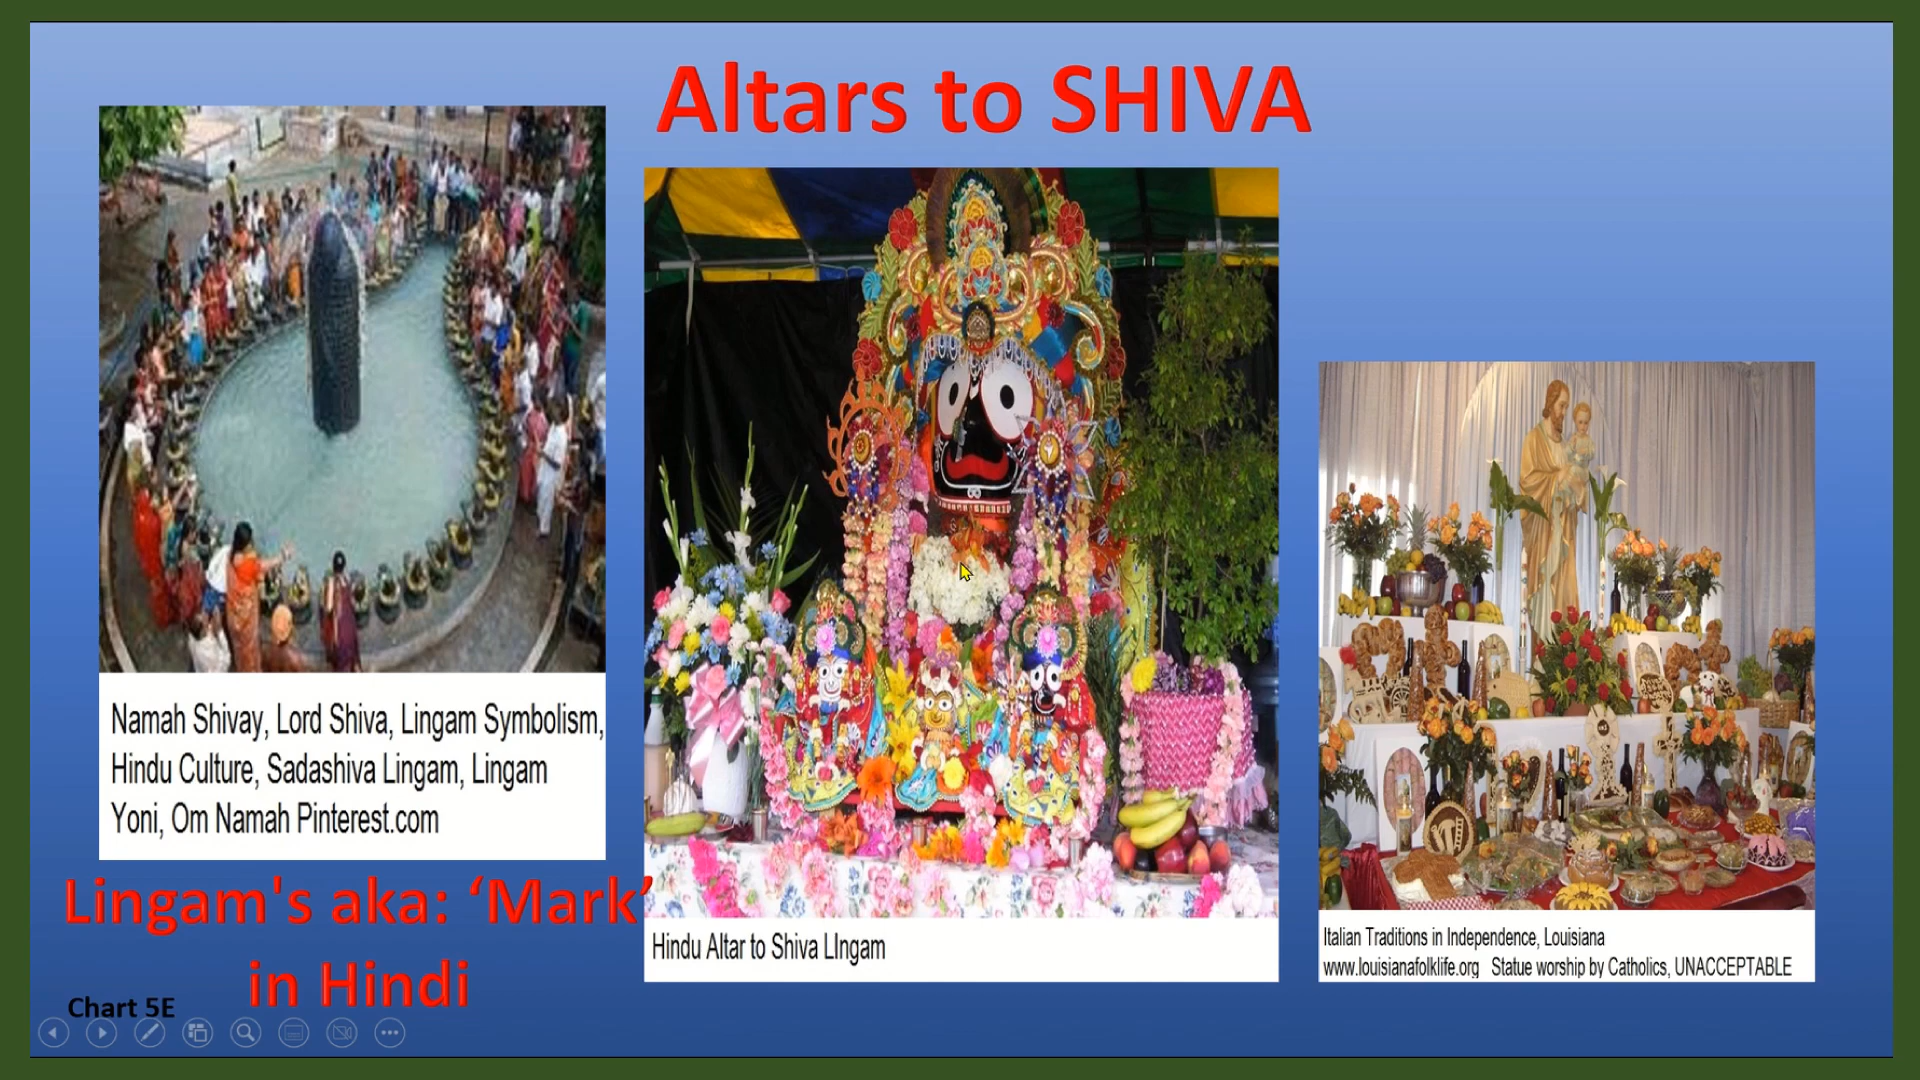 Altars to SHIVA
Namah Shivay, Lord Shiva, Lingam Symbolism,
Hindu Culture, Sadashiva Lingam, Lingam
Yoni, Om Namah Pinterest.com
Lingam's aka: ‘Mark’
in Hindi
Hindu Altar to Shiva LIngam
Italian Traditions in Independence, Louisiana
www.louisianafolklife.org Statue worship by Catholics, UNACCEPTABLE
Chart 5E